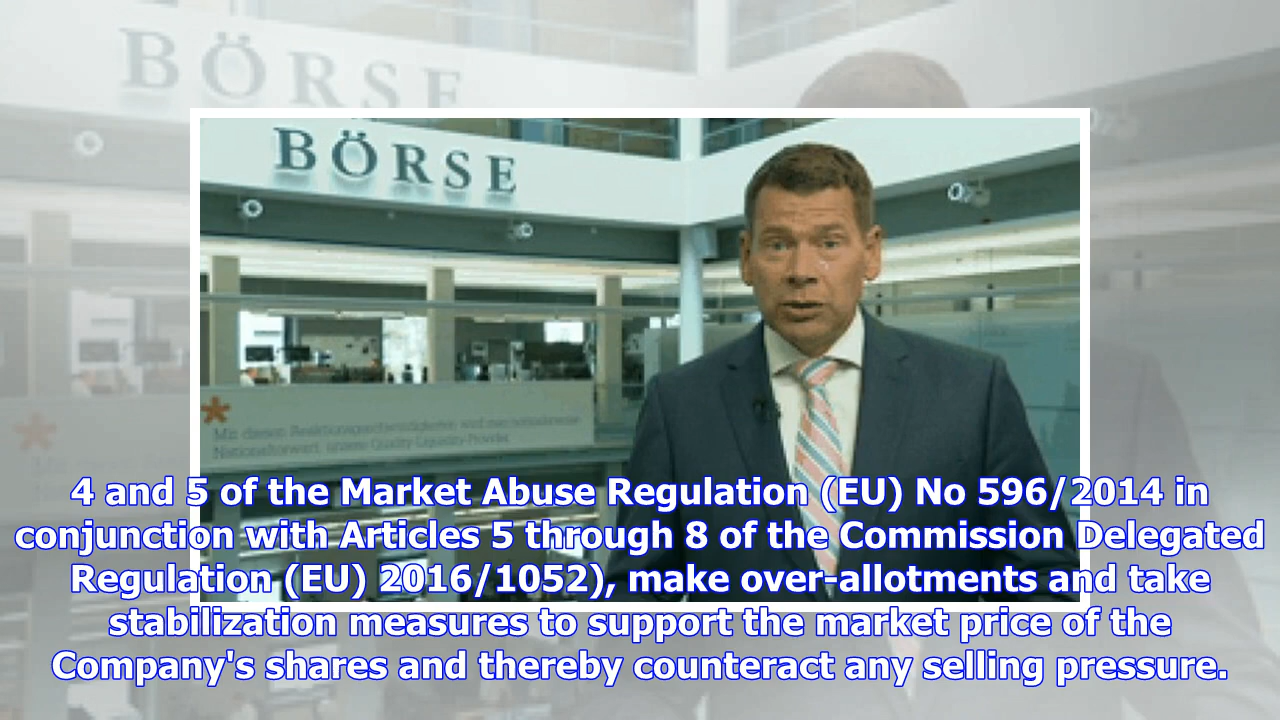 BÖRSE
BÖRSE
4 and 5 of the Market Abuse Regulation (EU) No 596/2014 in
conjunction with Articles 5 through 8 of the Commission Delegated
Regulation (EU) 2016/1052), make over-allotments and take
stabilization measures to support the market price of the
Company's shares and thereby counteract any selling pressure.